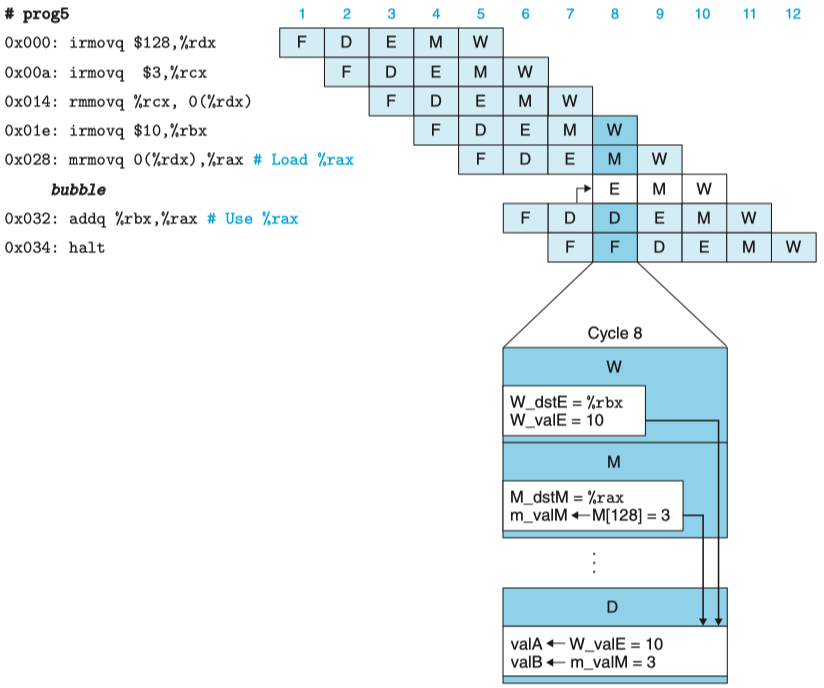 # prog5 1 2 3 4 5 6 7 8 9 10 11 12
0x000: irmovq $128,%rdx F D E M W
0x00a: irmovq $3,%rcx F D E M W
0x014: rmmovq %rcx, 0(%rdx) F D E M W
0x01e: irmovq $10,%rbx F D E M W
0x028: mrmovq 0(%rdx),%rax # Load %rax F D E M W
bubble E M W
0x032: addq %rbx,%rax # Use %rax F D D E M W
0x034: halt F F D E M W
Cycle 8
W
W_dstE = %rbx
W_valE = 10
M
M_dstM = %rax
m_valM ← M[128] = 3
⋮
D
valA ← W_valE = 10
valB ← m_valM = 3